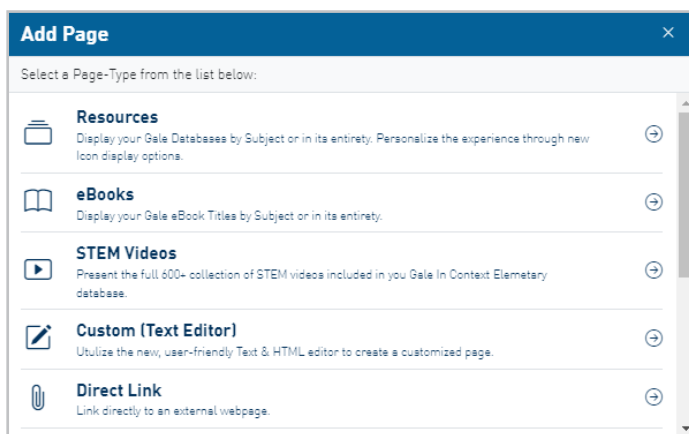 Add Page
Select a Page-Type from the list below:
Resources
Display your Gale Databases by Subject or in its entirety. Personalize the experience through new
Icon display options.
eBooks
Display your Gale eBook Titles by Subject or in its entirety.
STEM Videos
Present the full 600+ collection of STEM videos included in you Gale In Context Elemetary
database.
Custom (Text Editor)
Utulize the new, user-friendly Text & HTML editor to create a customized page.
Direct Link
Link directly to an external webpage.